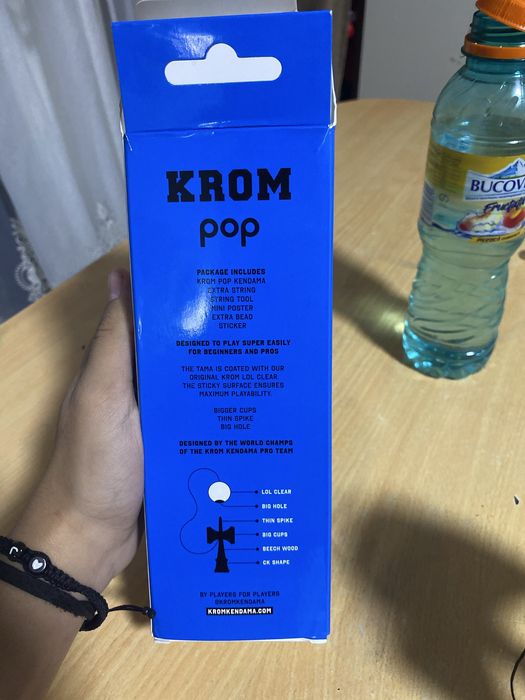 KROM
pop
PACKAGE INCLUDES
KROM POP KENDAMA
EXTRA STRING
STRING TOOL
MINI POSTER
EXTRA BEAD
STICKER
DESIGNED TO PLAY SUPER EASILY
FOR BEGINNERS AND PROS
THE TAMA IS COATED WITH OUR
ORIGINAL KROM LOL CLEAR.
THE STICKY SURFACE ENSURES
MAXIMUM PLAYABILITY.
BIGGER CUPS
THIN SPIKE
BIG HOLE
DESIGNED BY THE WORLD CHAMPS
OF THE KROM KENDAMA PRO TEAM
LOL CLEAR
BIG HOLE
THIN SPIKE
BIG CUPS
BEECH WOOD
CK SHAPE
BY PLAYERS FOR PLAYERS
@KROMKENDAMA
KROMKENDAMA.COM
BUCOV